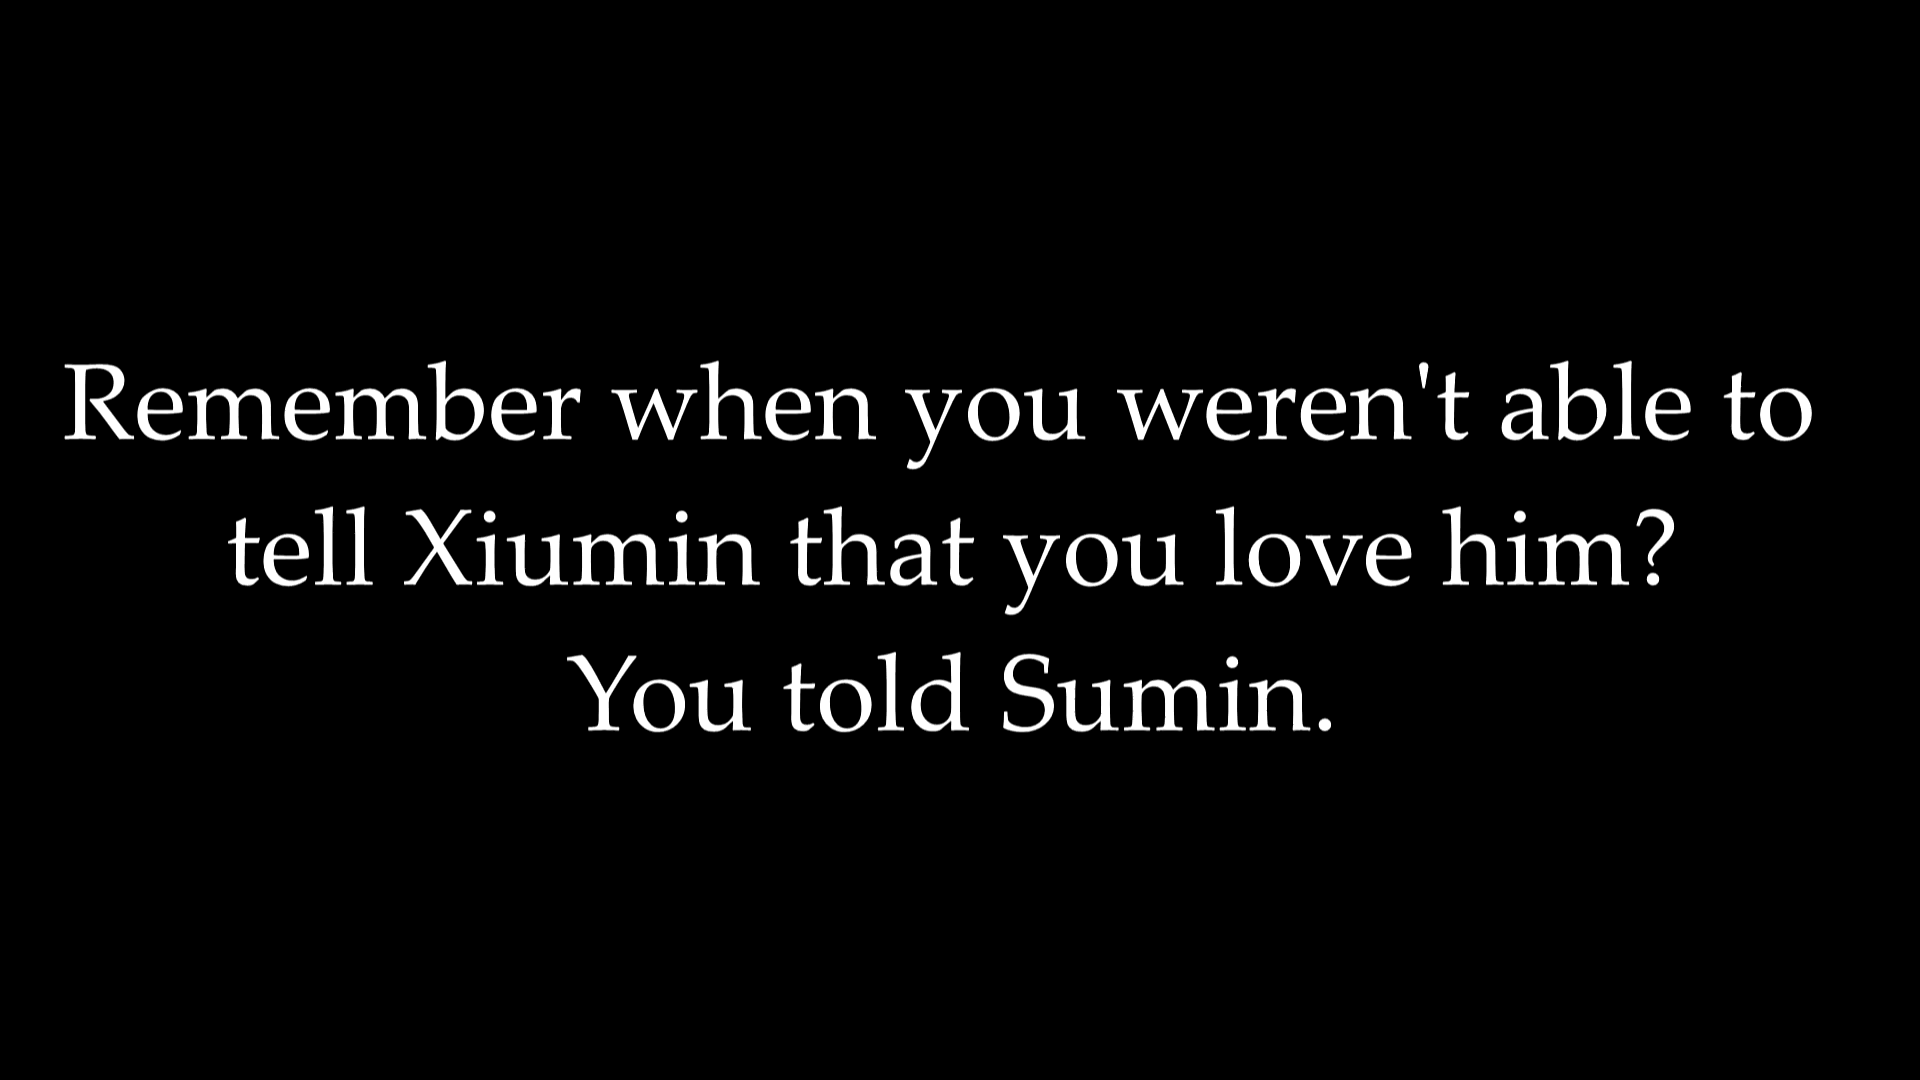 Remember when you weren't able to
tell Xiumin that you love him?
You told Sumin.